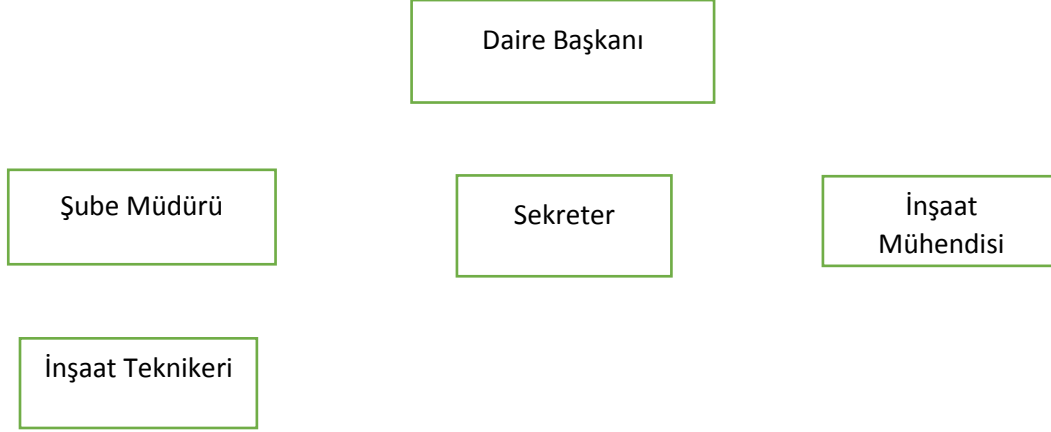 Daire Başkanı
Şube Müdürü
Sekreter
İnşaat
Mühendisi
İnşaat Teknikeri